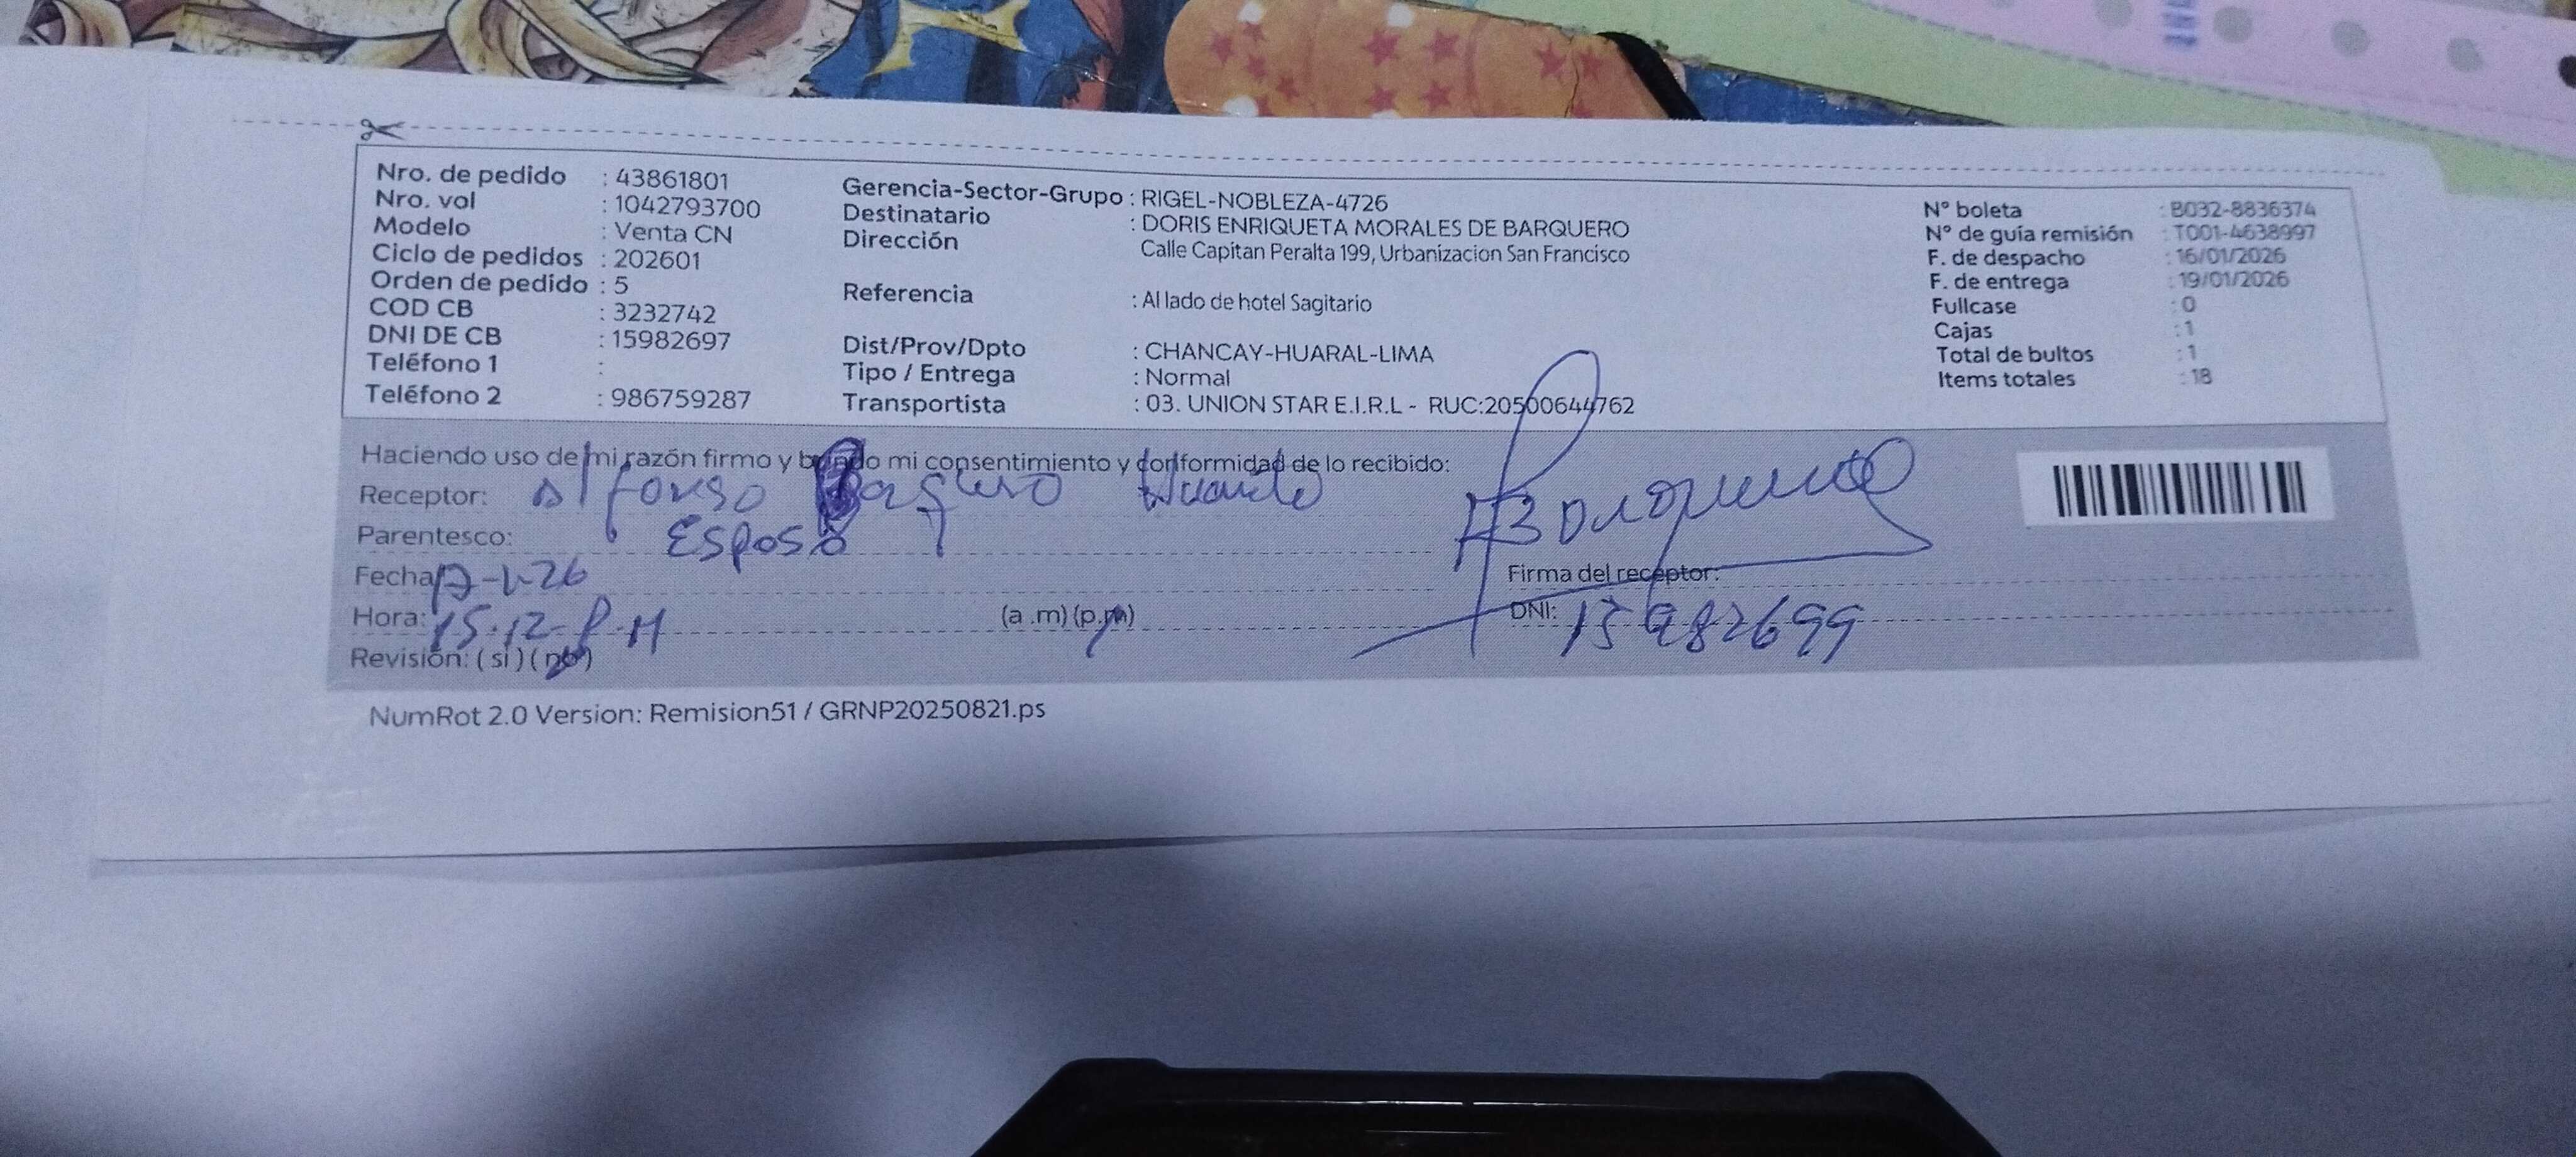 Nro. de pedido : 43861801
Nro. vol : 1042793700
Modelo : Venta CN
Ciclo de pedidos : 202601
Orden de pedido : 5
COD CB : 3232742
DNI DE CB : 15982697
Teléfono 1 :
Teléfono 2 : 986759287
Gerencia-Sector-Grupo : RIGEL-NOBLEZA-4726
Destinatario : DORIS ENRIQUETA MORALES DE BARQUERO
Dirección Calle Capitan Peralta 199, Urbanizacion San Francisco
Referencia : Al lado de hotel Sagitario
Dist/Prov/Dpto : CHANCAY-HUARAL-LIMA
Tipo / Entrega : Normal
Transportista : 03. UNION STAR E.I.R.L - RUC:20500644762
N° boleta : B032-8836374
N° de guía remisión : T001-4638997
F. de despacho : 16/01/2026
F. de entrega : 19/01/2026
Fullcase : 0
Cajas : 1
Total de bultos : 1
Items totales : 18
Haciendo uso de mi razón firmo y brindo mi consentimiento y conformidad de lo recibido:
Receptor: Alfonso
Parentesco: Esposo
Fecha
Hora: 15.12-P.M (a .m) (p.m)
Revisión: ( si ) ( no )
Firma del receptor:
DNI: 15982699
NumRot 2.0 Version: Remision51 / GRNP20250821.ps